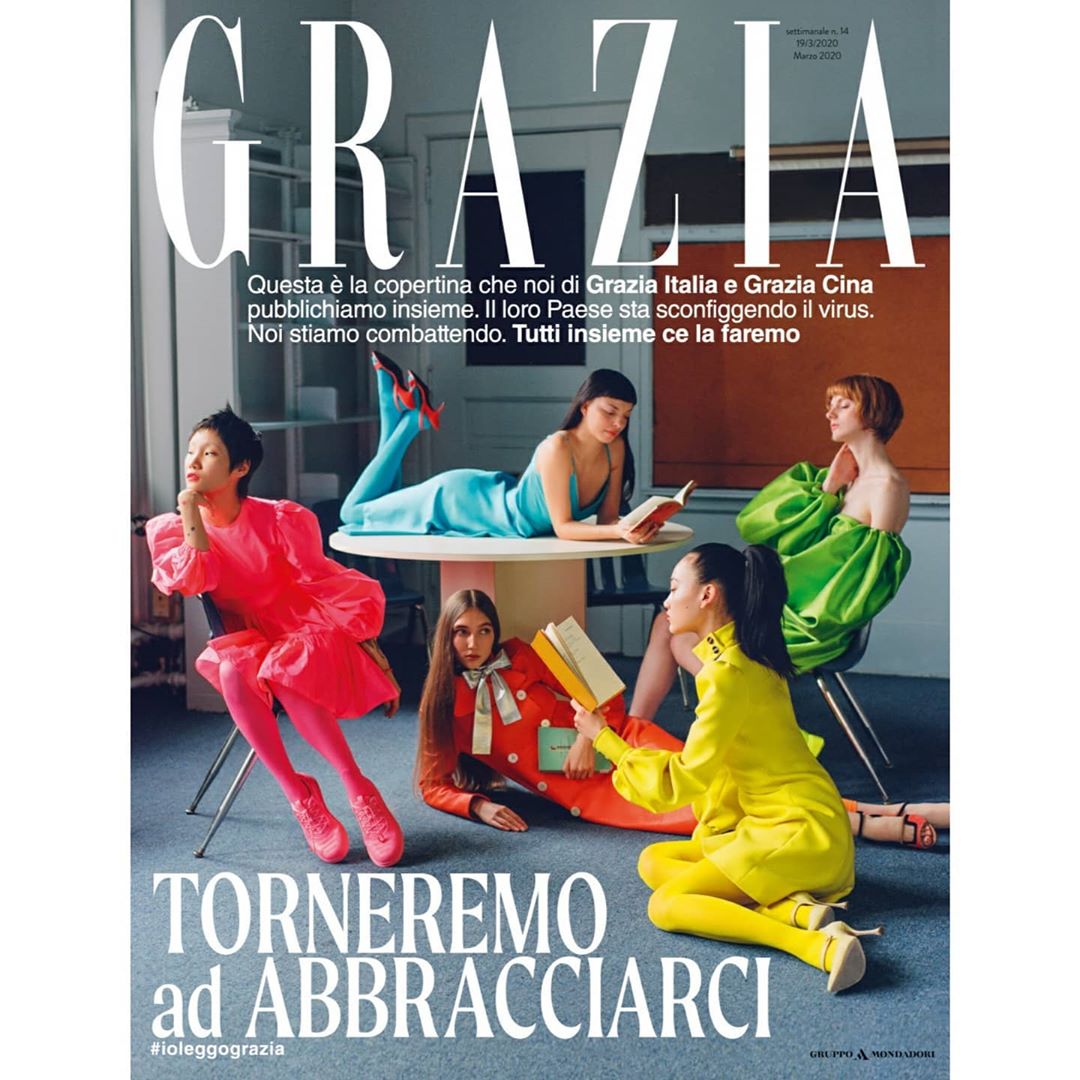 GRAZIA
settimanale n. 14
19/3/2020
Marzo 2020
Questa è la copertina che noi di Grazia Italia e Grazia Cina
pubblichiamo insieme. Il loro Paese sta sconfiggendo il virus.
Noi stiamo combattendo. Tutti insieme ce la faremo
TORNEREMO
ad ABBRACCIARCI
#ioleggograzia
GRUPPO MONDADORI